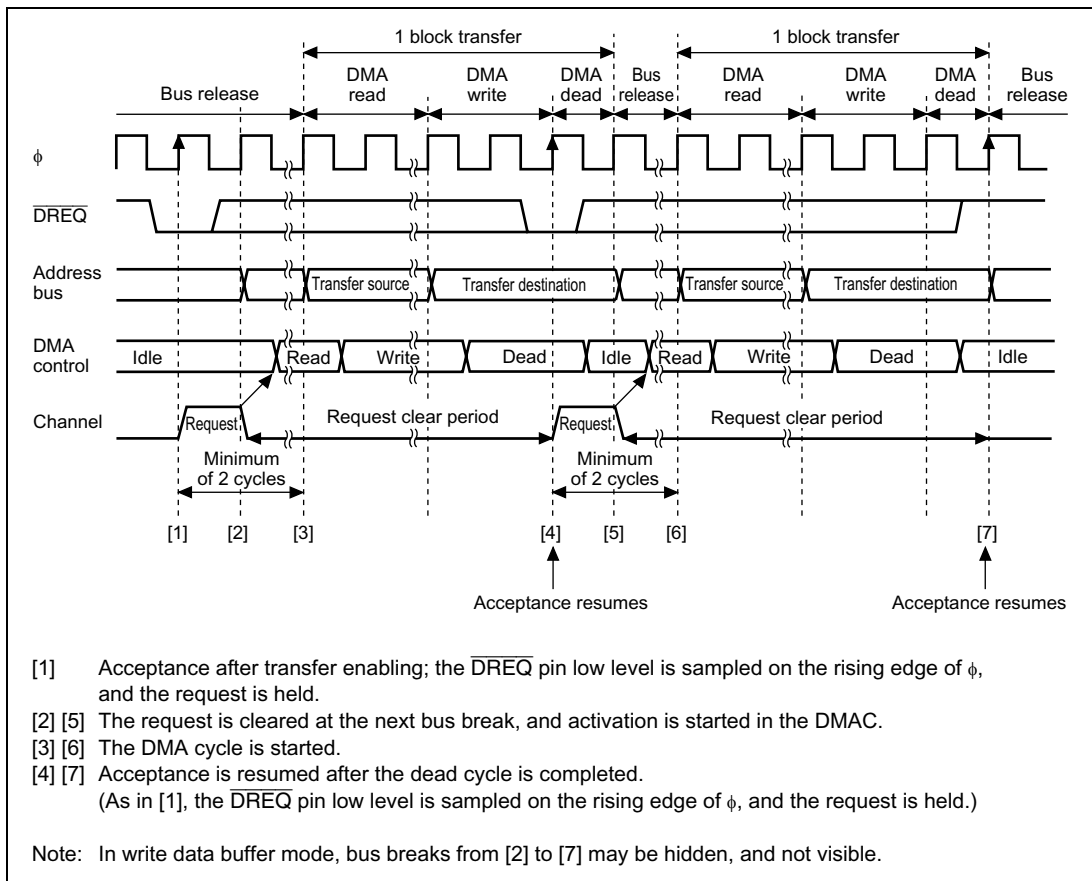 1 block transfer 1 block transfer
DMA DMA DMA Bus DMA DMA DMA Bus
Bus release read write dead release read write dead release
φ
DREQ
Address
bus
Transfer source Transfer destination Transfer source Transfer destination
DMA
control
Idle Read Write Dead Idle Read Write Dead Idle
Channel Request Request clear period Request Request clear period
Minimum
of 2 cycles
Minimum
of 2 cycles
[1] [2] [3] [4] [5] [6] [7]
Acceptance resumes Acceptance resumes
[1] Acceptance after transfer enabling; the DREQ pin low level is sampled on the rising edge of φ,
and the request is held.
[2] [5] The request is cleared at the next bus break, and activation is started in the DMAC.
[3] [6] The DMA cycle is started.
[4] [7] Acceptance is resumed after the dead cycle is completed.
(As in [1], the DREQ pin low level is sampled on the rising edge of φ, and the request is held.)
Note: In write data buffer mode, bus breaks from [2] to [7] may be hidden, and not visible.